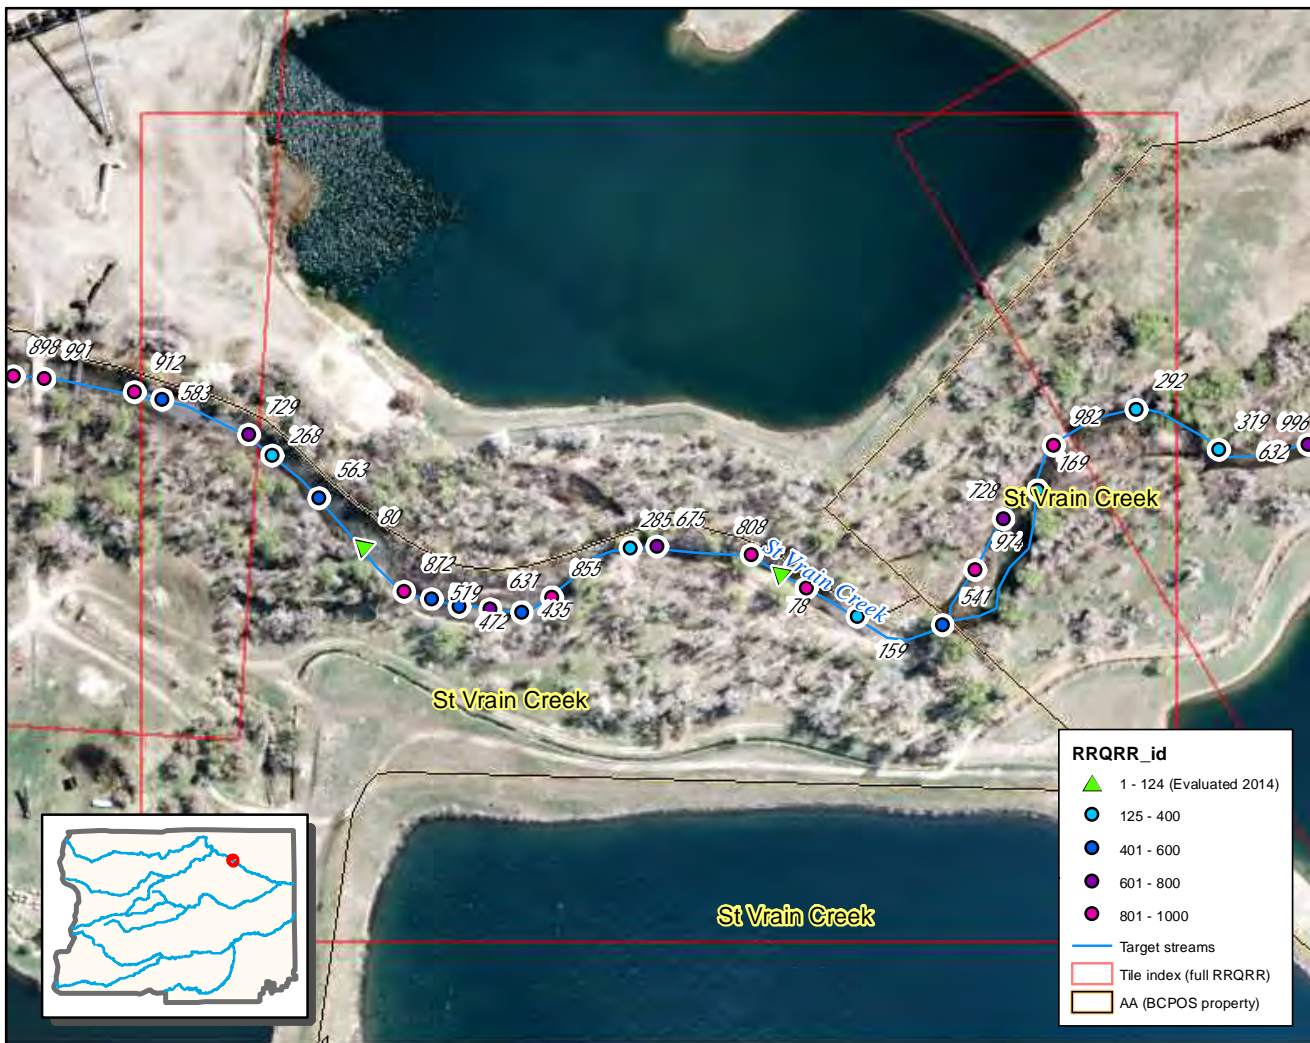 898
991
912
583
729
268
563
80
872
519
472
631
435
855
285
675
808
St Vrain Creek
78
159
541
974
728
St Vrain Creek
169
982
292
319
632
996
St Vrain Creek
St Vrain Creek
RRQRR_id
1 - 124 (Evaluated 2014)
125 - 400
401 - 600
601 - 800
801 - 1000
Target streams
Tile index (full RRQRR)
AA (BCPOS property)